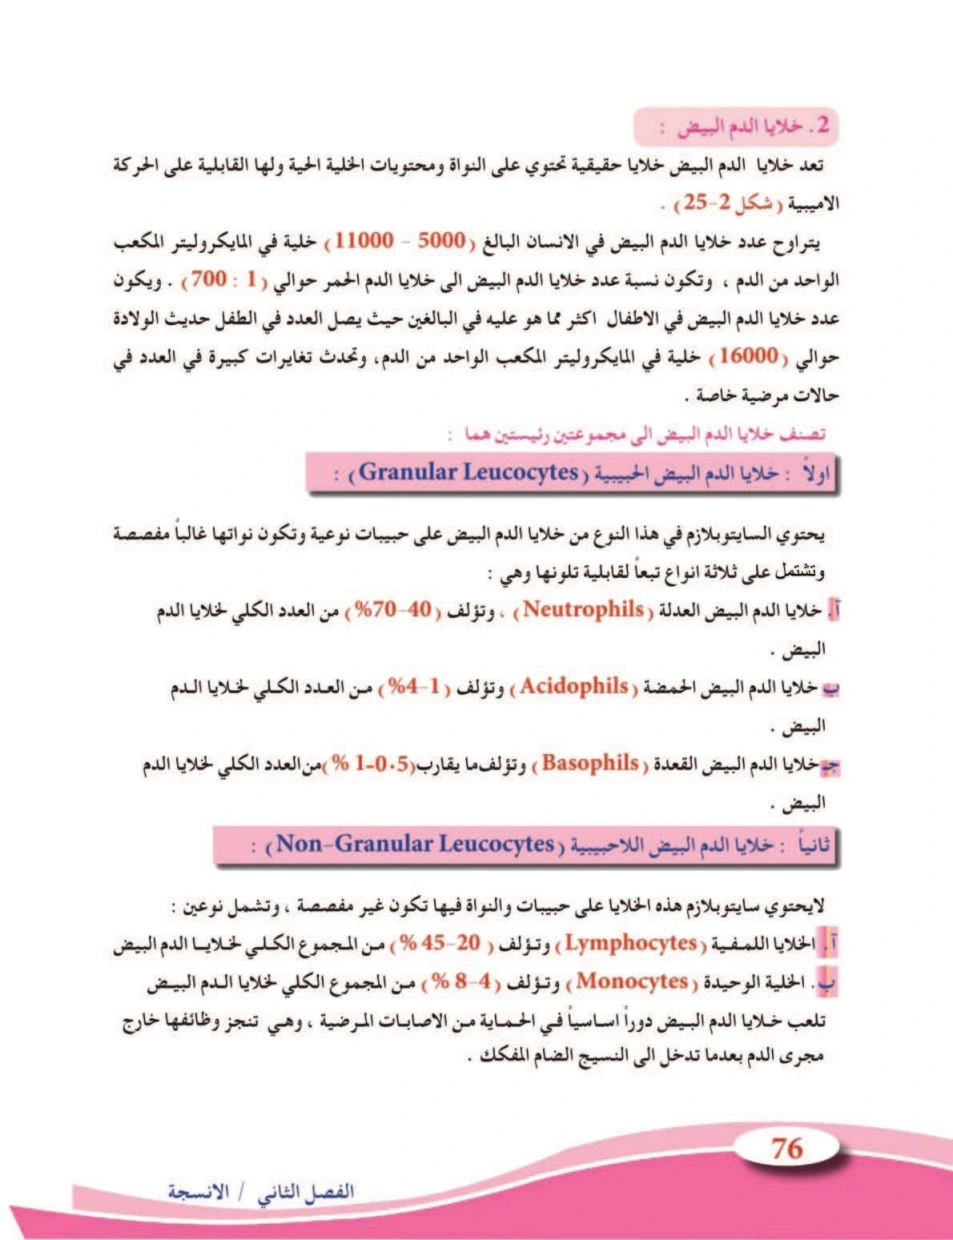 2. خلايا الدم البيض :
تعد خلايا الدم البيض خلايا حقيقية تحتوي على النواة ومحتويات الخلية الحية ولها القابلية على الحركة
الاميبية ( شكل 2-25 ) .
يتراوح عدد خلايا الدم البيض في الانسان البالغ ( 5000 - 11000 ) خلية في المايكروليتر المكعب
الواحد من الدم ، وتكون نسبة عدد خلايا الدم البيض الى خلايا الدم الحمر حوالي ( 1 : 700 ) . ويكون
عدد خلايا الدم البيض في الاطفال اكثر مما هو عليه في البالغين حيث يصل العدد في الطفل حديث الولادة
حوالي ( 16000 ) خلية في المايكروليتر المكعب الواحد من الدم، وتحدث تغايرات كبيرة في العدد في
حالات مرضية خاصة .
تصنف خلايا الدم البيض الى مجموعتين رئيستين هما :
اولاً : خلايا الدم البيض الحبيبية ( Granular Leucocytes ) :
يحتوي السايتوبلازم في هذا النوع من خلايا الدم البيض على حبيبات نوعية وتكون نواتها غالباً مفصصة
وتشتمل على ثلاثة انواع تبعاً لقابلية تلونها وهي :
أ. خلايا الدم البيض العدلة ( Neutrophils ) ، وتؤلف ( 40-70% ) من العدد الكلي لخلايا الدم
البيض .
ب خلايا الدم البيض الحمضة ( Acidophils ) وتؤلف ( 1-4% ) من العدد الكلي لخلايا الدم
البيض .
جـ خلايا الدم البيض القعدة ( Basophils ) وتؤلف ما يقارب (0.5-1 % ) من العدد الكلي لخلايا الدم
البيض .
ثانياً : خلايا الدم البيض اللاحبيبية ( Non-Granular Leucocytes ) :
لايحتوي سايتوبلازم هذه الخلايا على حبيبات والنواة فيها تكون غير مفصصة ، وتشمل نوعين :
أ. الخلايا اللمفية ( Lymphocytes ) وتؤلف ( 20-45 % ) من المجموع الكلي لخلايا الدم البيض
ب. الخلية الوحيدة ( Monocytes ) وتؤلف ( 4-8 % ) من المجموع الكلي لخلايا الدم البيض
تلعب خلايا الدم البيض دوراً اساسياً في الحماية من الاصابات المرضية ، وهي تنجز وظائفها خارج
مجرى الدم بعدما تدخل الى النسيج الضام المفكك .
76
الفصل الثاني / الانسجة